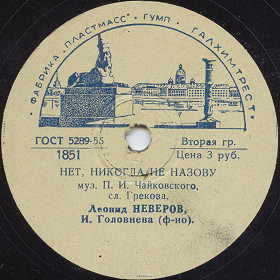 ФАБРИКА „ПЛАСТМАСС" ГУМП ГАЛХИМТРЕСТ
ГОСТ 5289-55 Вторая гр.
1851 Цена 3 руб.
НЕТ, НИКОГДА НЕ НАЗОВУ
муз. П. И. Чайковского,
сл. Грекова.
Леонид НЕВЕРОВ,
И. Головнева (ф-но).